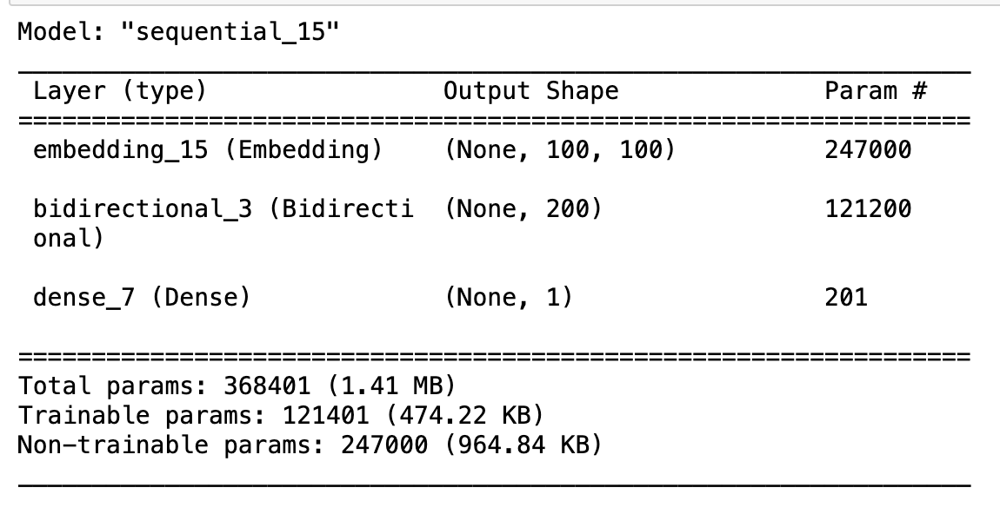 Model: "sequential_15"
Layer (type) Output Shape Param #
embedding_15 (Embedding) (None, 100, 100) 247000
bidirectional_3 (Bidirecti (None, 200) 121200
onal)
dense_7 (Dense) (None, 1) 201
Total params: 368401 (1.41 MB)
Trainable params: 121401 (474.22 KB)
Non-trainable params: 247000 (964.84 KB)